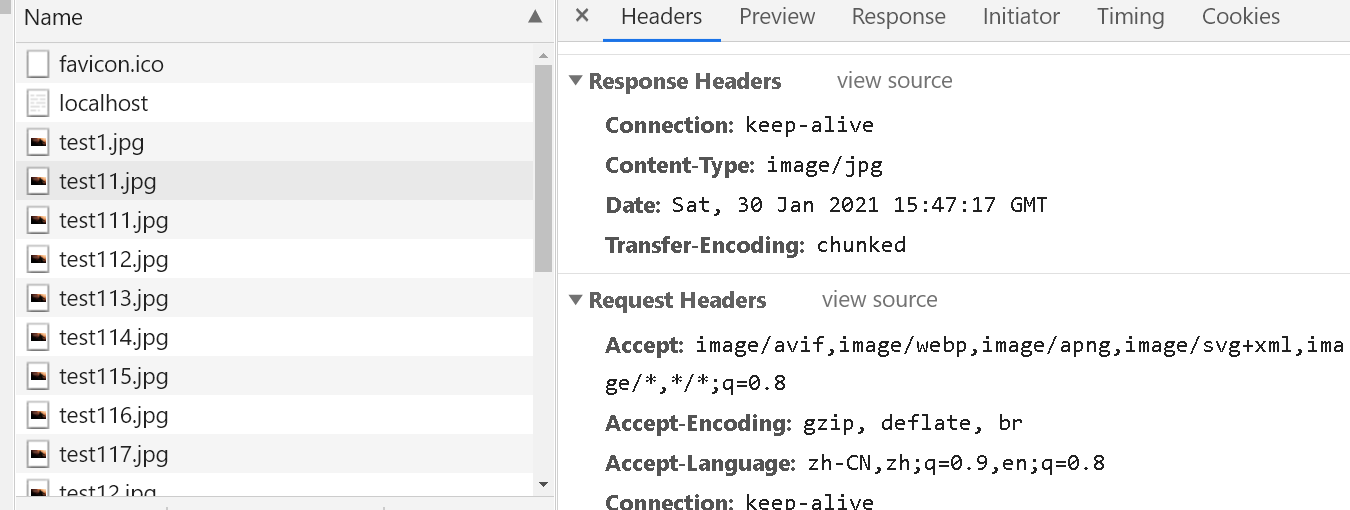 Name
favicon.ico
localhost
test1.jpg
test11.jpg
test111.jpg
test112.jpg
test113.jpg
test114.jpg
test115.jpg
test116.jpg
test117.jpg
test12.jpg
Headers Preview Response Initiator Timing Cookies
Response Headers view source
Connection: keep-alive
Content-Type: image/jpg
Date: Sat, 30 Jan 2021 15:47:17 GMT
Transfer-Encoding: chunked
Request Headers view source
Accept: image/avif,image/webp,image/apng,image/svg+xml,ima
ge/*,*/*;q=0.8
Accept-Encoding: gzip, deflate, br
Accept-Language: zh-CN,zh;q=0.9,en;q=0.8
Connection: keep-alive